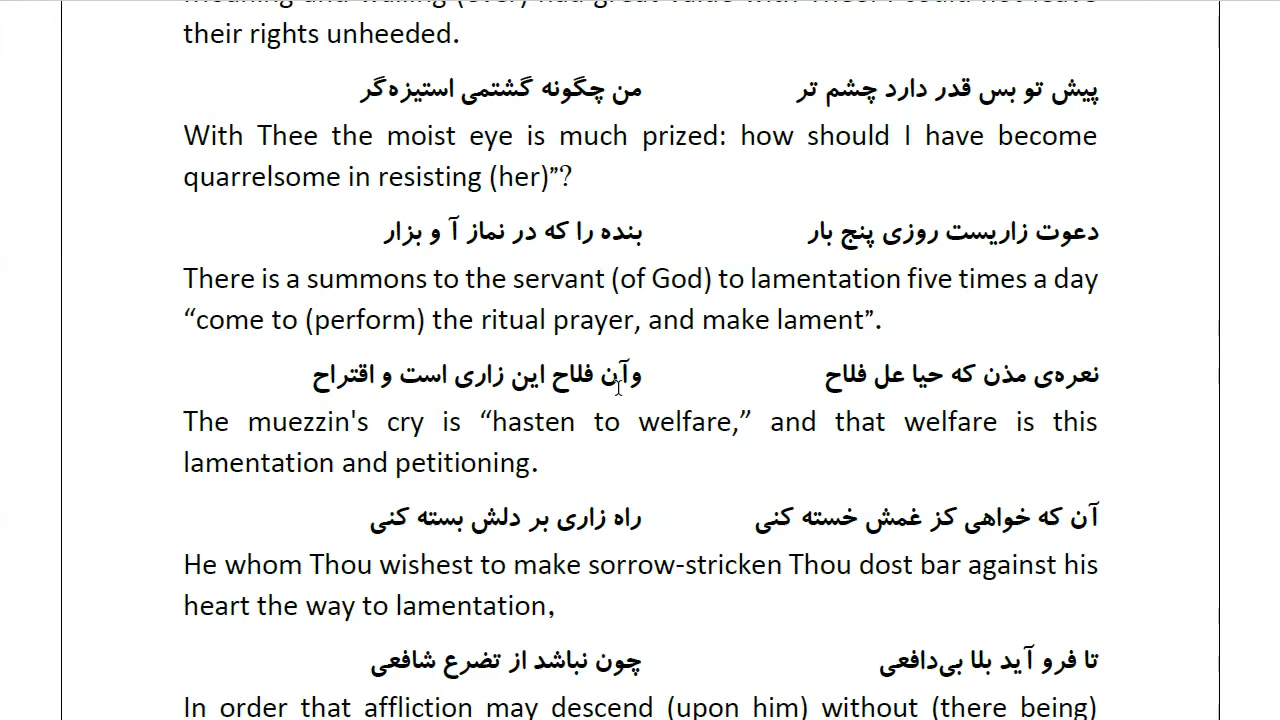 their rights unheeded.
پیش تو بس قدر دارد چشم تر من چگونه گشتمی استیزه‌گر
With Thee the moist eye is much prized: how should I have become
quarrelsome in resisting (her)”?
دعوت زاریست روزی پنج بار بنده را که در نماز آ و بزار
There is a summons to the servant (of God) to lamentation five times a day
“come to (perform) the ritual prayer, and make lament”.
نعره‌ی مذن که حیا عل فلاح وآن فلاح این زاری است و اقتراح
The muezzin's cry is “hasten to welfare,” and that welfare is this
lamentation and petitioning.
آن که خواهی کز غمش خسته کنی راه زاری بر دلش بسته کنی
He whom Thou wishest to make sorrow-stricken Thou dost bar against his
heart the way to lamentation,
تا فرو آید بلا بی‌دافعی چون نباشد از تضرع شافعی
In order that affliction may descend (upon him) without (there being)